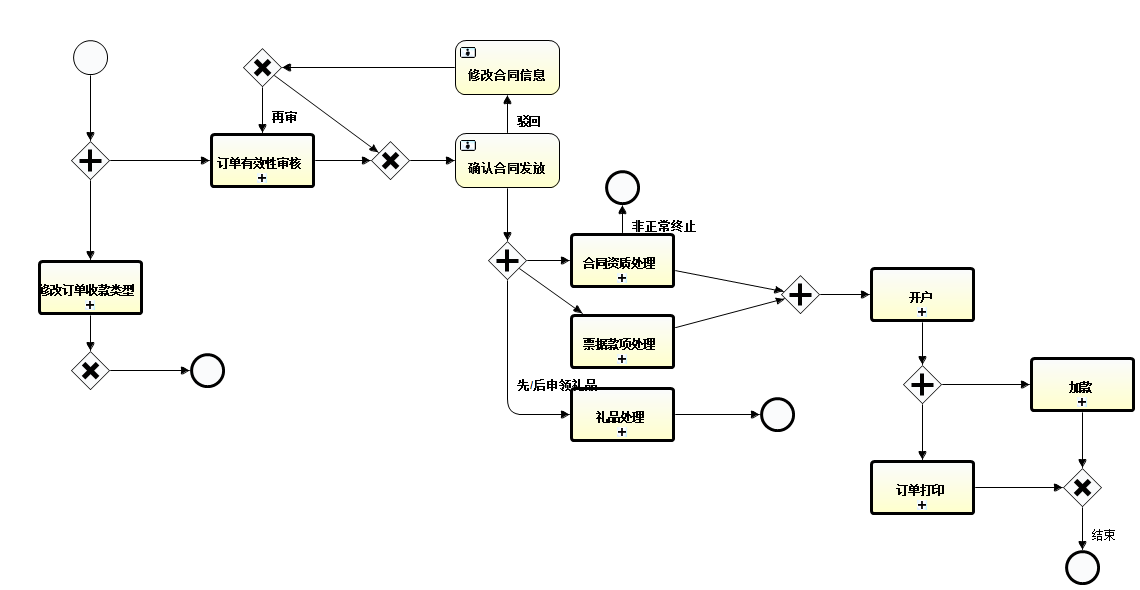 修改合同信息
再审
驳回
订单有效性审核
确认合同发放
非正常终止
合同资质处理
修改订单收款类型
开户
票据款项处理
先/后申领礼品
加款
礼品处理
订单打印
结束